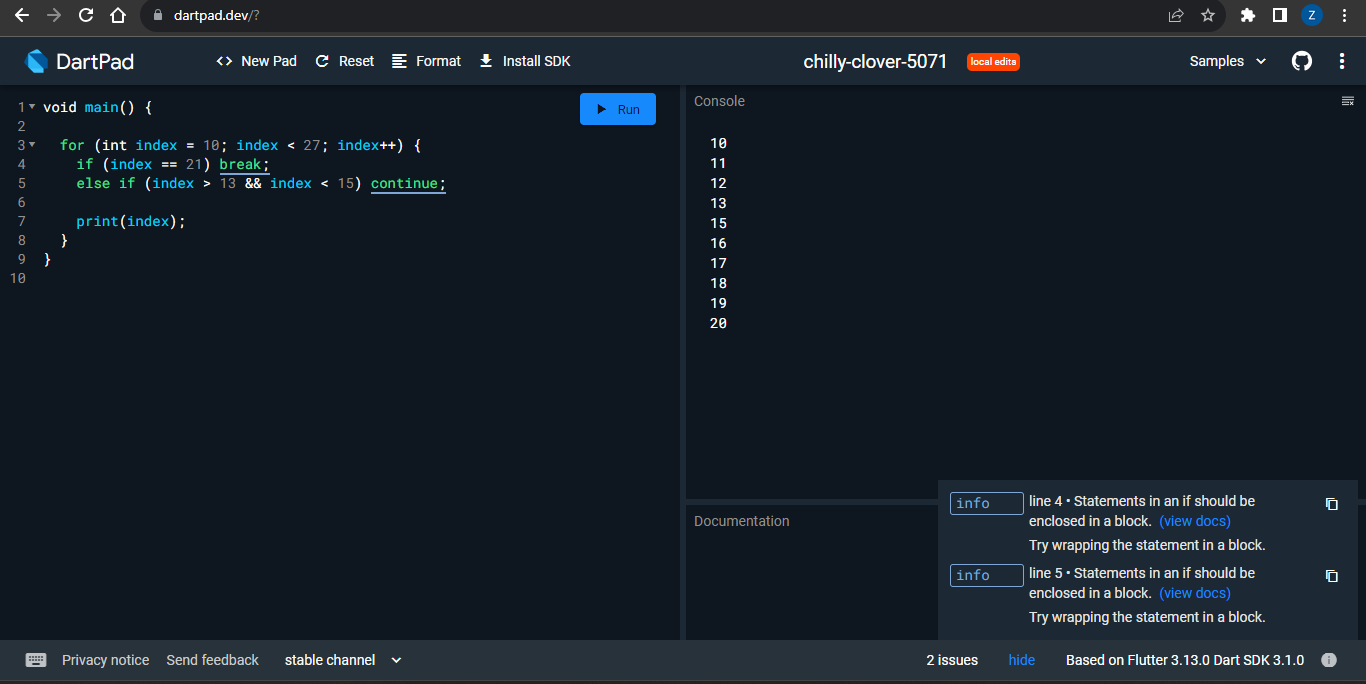 dartpad.dev/?
Z
DartPad
<> New Pad
Reset
Format
Install SDK
chilly-clover-5071
local edits
Samples
1 void main() {
2
3   for (int index = 10; index < 27; index++) {
4     if (index == 21) break;
5     else if (index > 13 && index < 15) continue;
6
7     print(index);
8   }
9 }
10
Run
Console
10
11
12
13
15
16
17
18
19
20
Documentation
info
line 4 • Statements in an if should be
enclosed in a block. (view docs)
Try wrapping the statement in a block.
info
line 5 • Statements in an if should be
enclosed in a block. (view docs)
Try wrapping the statement in a block.
Privacy notice
Send feedback
stable channel
2 issues
hide
Based on Flutter 3.13.0 Dart SDK 3.1.0